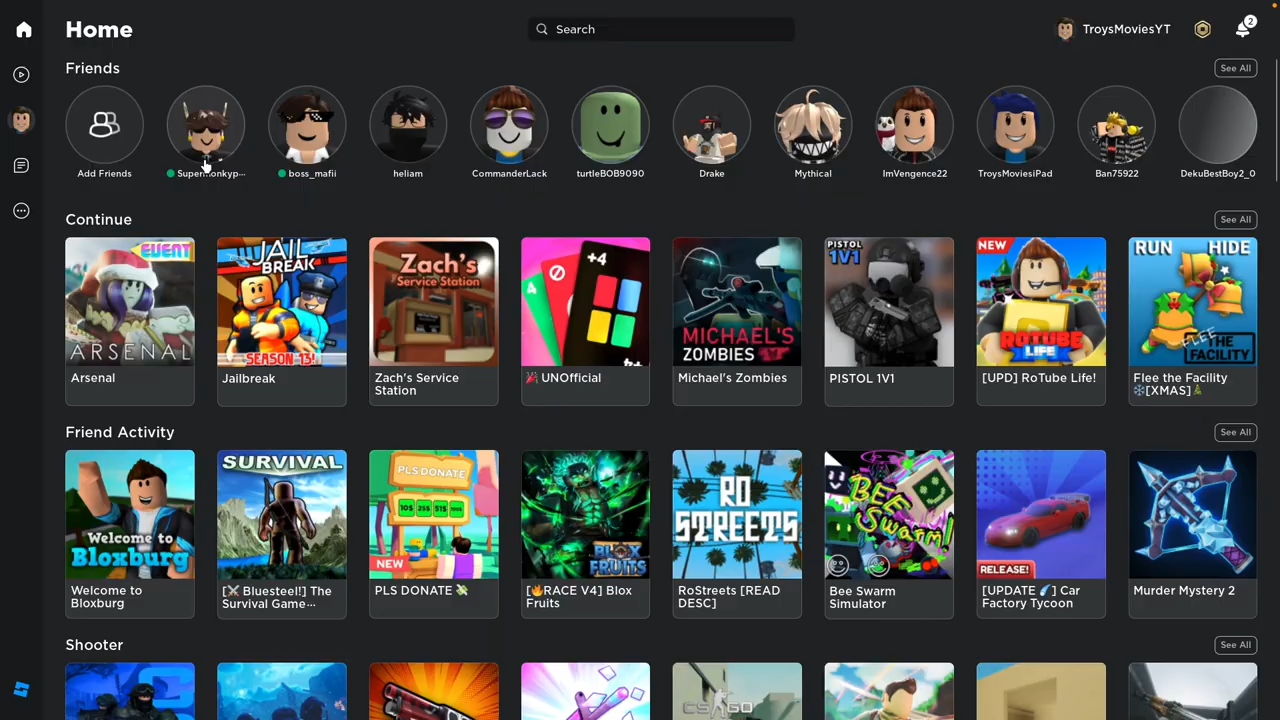 Home
Search
TroysMoviesYT
2
Friends
See All
Add Friends
Supermonkyp...
boss_mafii
heliam
CommanderLack
turtleBOB9090
Drake
Mythical
ImVengence22
TroysMoviesiPad
Ban75922
DekuBestBoy2_0
Continue
See All
EVENT
ARSENAL
JAIL
BREAK
SEASON 13!
Zach's
Service Station
+4
4
MICHAEL'S
ZOMBIES
PISTOL
1V1
NEW
ROTUBE
LIFE
RUN HIDE
FLEE
THE
FACILITY
Arsenal
Jailbreak
Zach's Service
Station
🎉 UNOfficial
Michael's Zombies
PISTOL 1V1
[UPD] RoTube Life!
Flee the Facility
❄️[XMAS]🎄
Friend Activity
See All
Welcome to
Bloxburg
SURVIVAL
PLS DONATE
10$ 25$ 51$
NEW
BLOX
FRUITS
RO
STREETS
BEE
Swarm!
RELEASE!
Welcome to
Bloxburg
[⚔️ Bluesteel!] The
Survival Game...
PLS DONATE 💸
[🔥RACE V4] Blox
Fruits
RoStreets [READ
DESC]
Bee Swarm
Simulator
[UPDATE 🌠] Car
Factory Tycoon
Murder Mystery 2
Shooter
See All
CS:GO